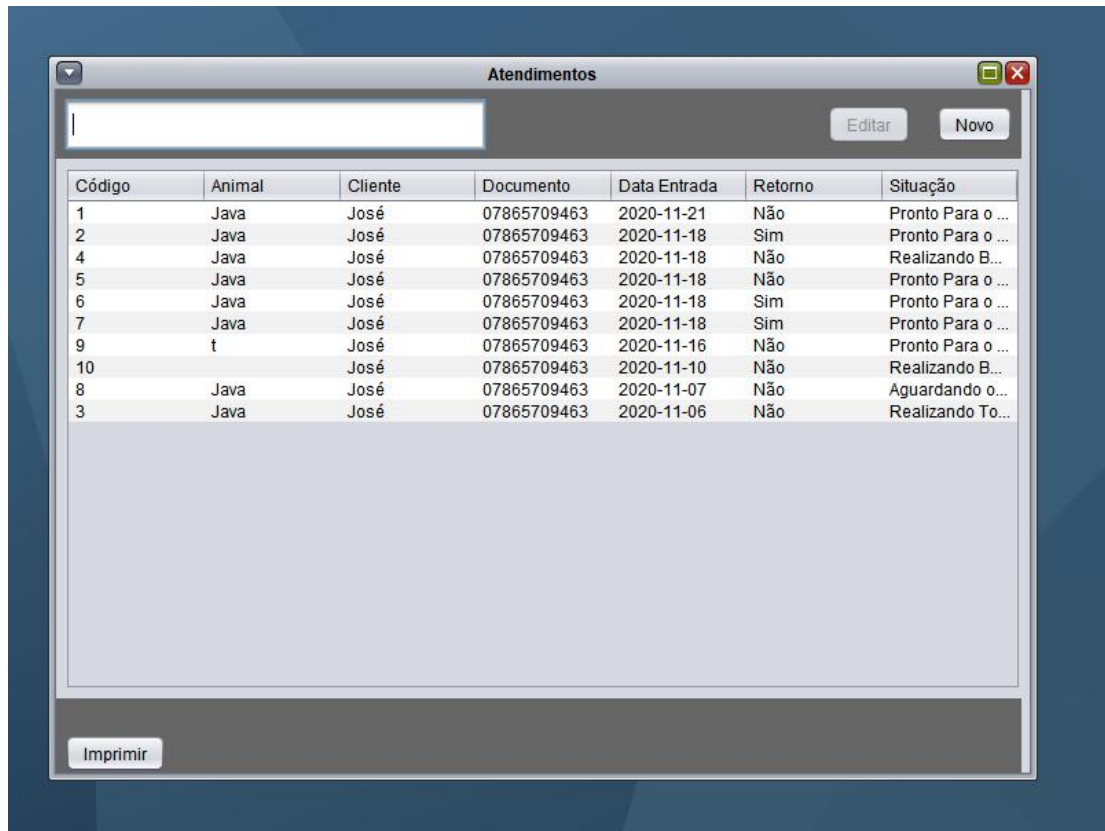 Atendimentos
Editar Novo
Código Animal Cliente Documento Data Entrada Retorno Situação
1 Java José 07865709463 2020-11-21 Não Pronto Para o ...
2 Java José 07865709463 2020-11-18 Sim Pronto Para o ...
4 Java José 07865709463 2020-11-18 Não Realizando B...
5 Java José 07865709463 2020-11-18 Não Pronto Para o ...
6 Java José 07865709463 2020-11-18 Sim Pronto Para o ...
7 Java José 07865709463 2020-11-18 Sim Pronto Para o ...
9 t José 07865709463 2020-11-16 Não Pronto Para o ...
10 José 07865709463 2020-11-10 Não Realizando B...
8 Java José 07865709463 2020-11-07 Não Aguardando o...
3 Java José 07865709463 2020-11-06 Não Realizando To...
Imprimir